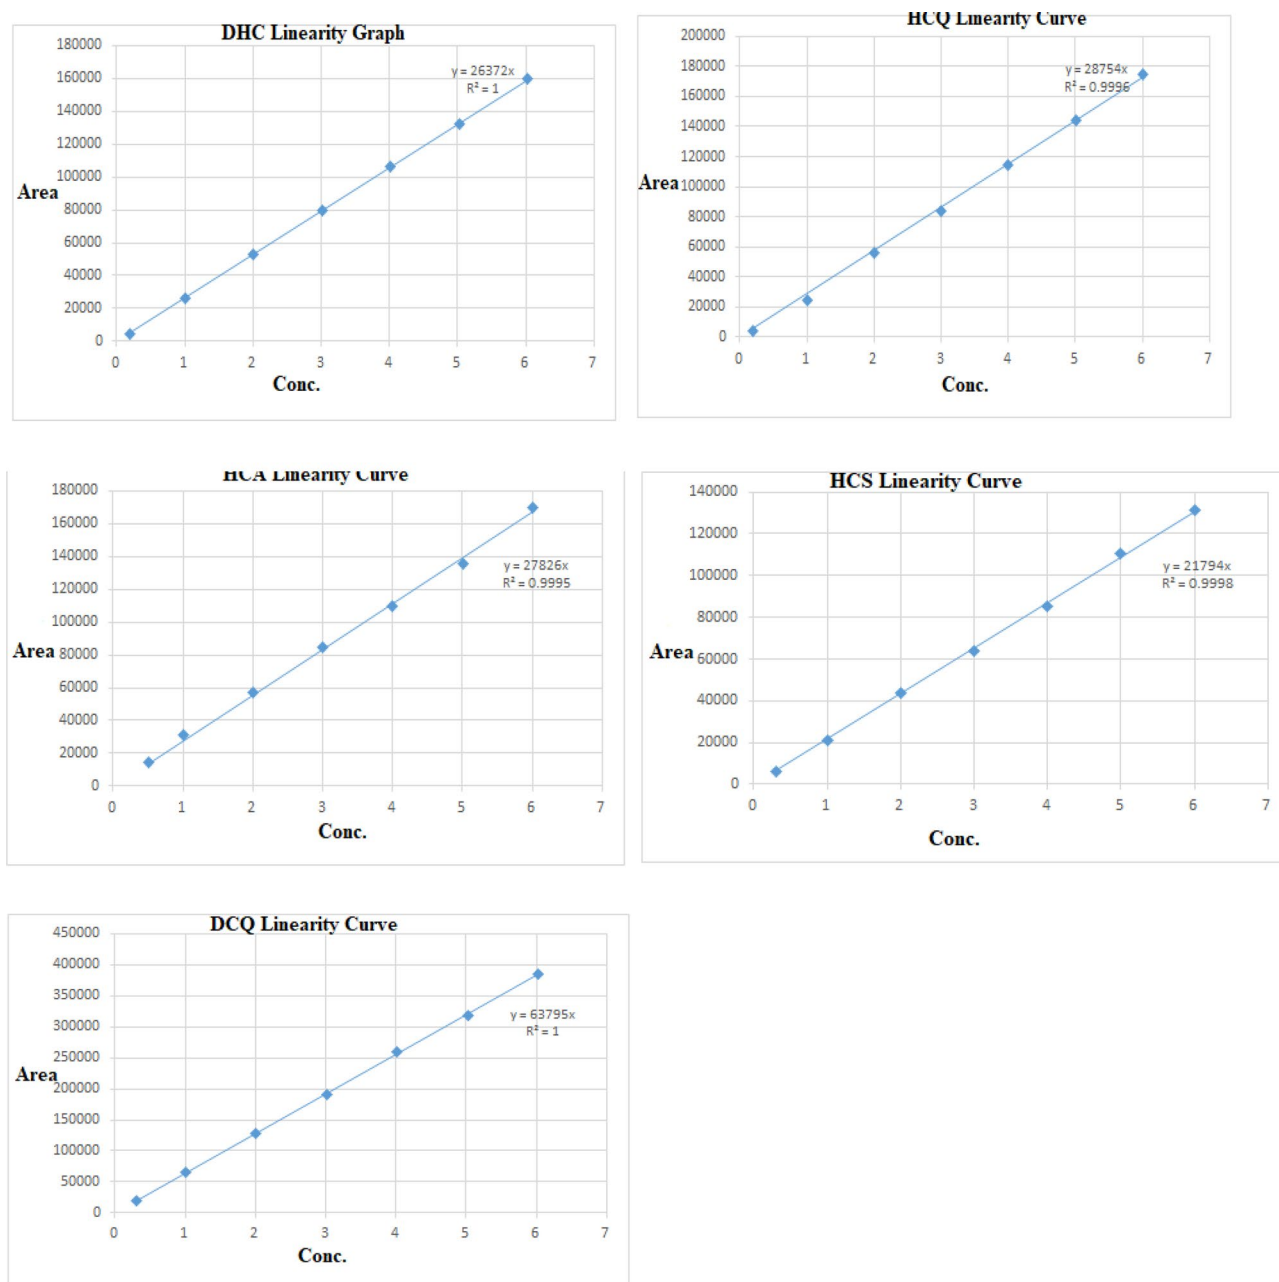 DHC Linearity Graph
180000
160000
140000
120000
100000
80000
60000
40000
20000
0
y = 26372x
R² = 1
Area
0 1 2 3 4 5 6 7
Conc.
HCQ Linearity Curve
200000
180000
160000
140000
120000
100000
80000
60000
40000
20000
0
y = 28754x
R² = 0.9996
Area
0 1 2 3 4 5 6 7
Conc.
HCA Linearity Curve
180000
160000
140000
120000
100000
80000
60000
40000
20000
0
y = 27826x
R² = 0.9995
Area
0 1 2 3 4 5 6 7
Conc.
HCS Linearity Curve
140000
120000
100000
80000
60000
40000
20000
0
y = 21794x
R² = 0.9998
Area
0 1 2 3 4 5 6 7
Conc.
DCQ Linearity Curve
450000
400000
350000
300000
250000
200000
150000
100000
50000
0
y = 63795x
R² = 1
Area
0 1 2 3 4 5 6 7
Conc.